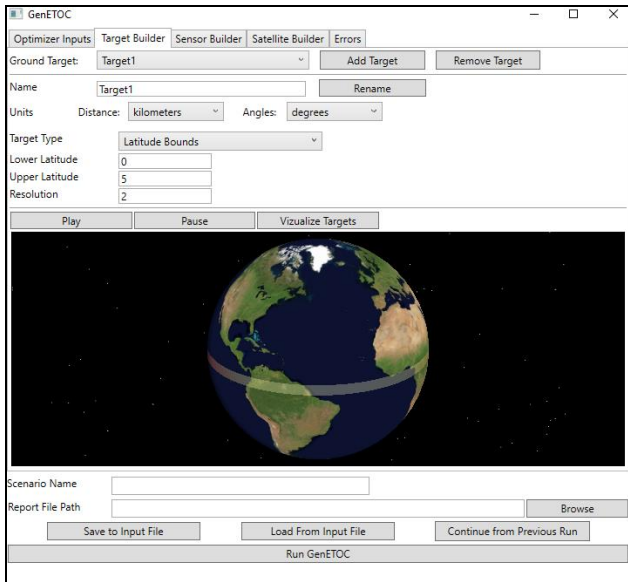 GenETOC
Optimizer Inputs Target Builder Sensor Builder Satellite Builder Errors
Ground Target: Target1 Add Target Remove Target
Name Target1 Rename
Units Distance: kilometers Angles: degrees
Target Type Latitude Bounds
Lower Latitude 0
Upper Latitude 5
Resolution 2
Play Pause Vizualize Targets
Scenario Name
Report File Path Browse
Save to Input File Load From Input File Continue from Previous Run
Run GenETOC